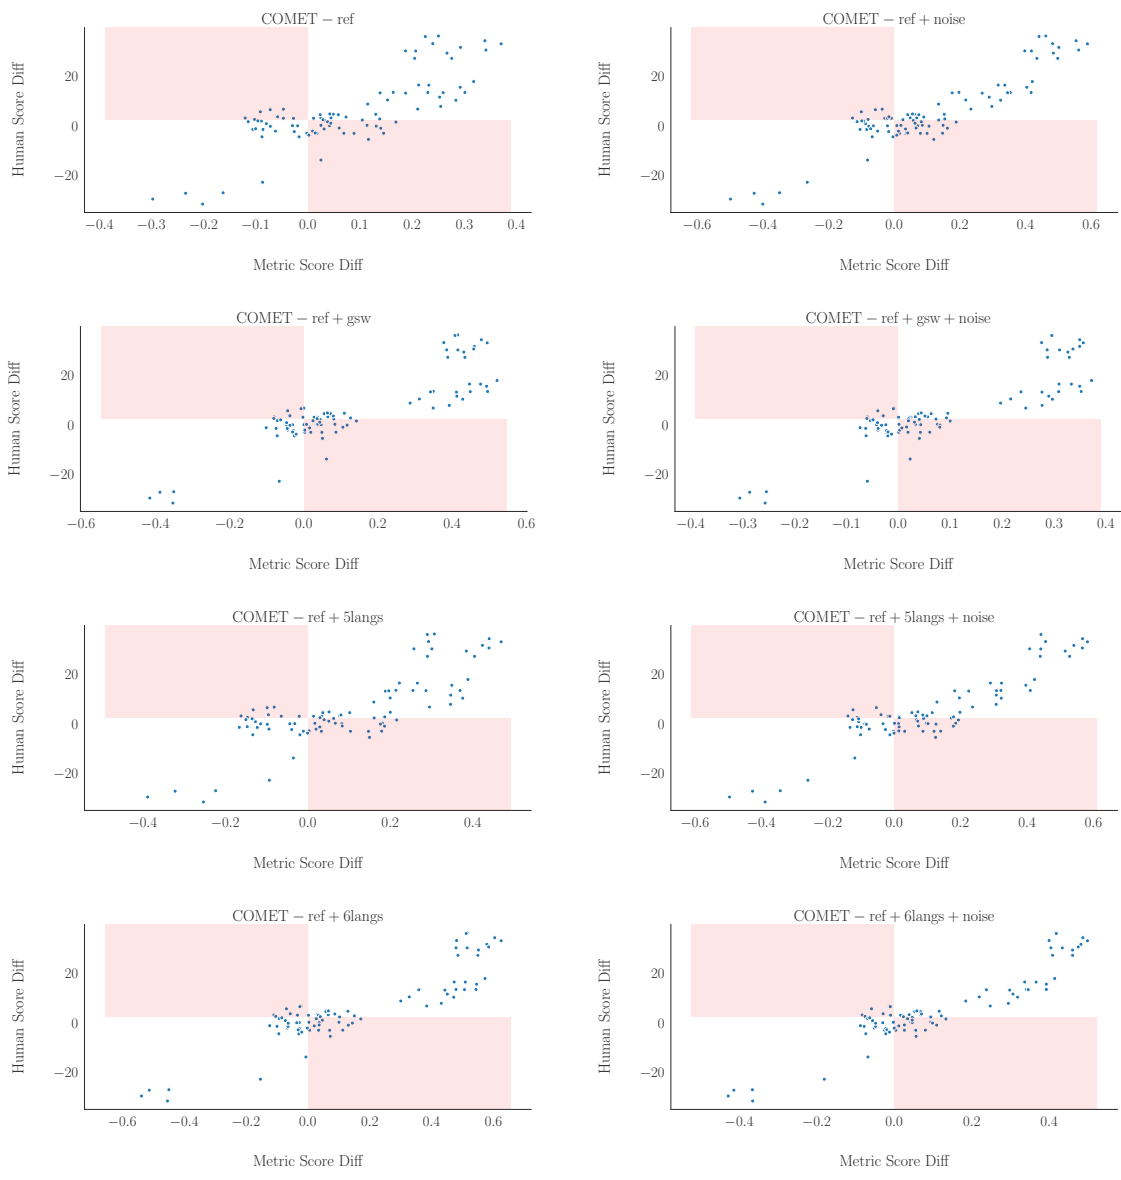 COMET − ref
Human Score Diff
20
0
−20
−0.4 −0.3 −0.2 −0.1 0.0 0.1 0.2 0.3 0.4
Metric Score Diff
COMET − ref + noise
Human Score Diff
20
0
−20
−0.6 −0.4 −0.2 0.0 0.2 0.4 0.6
Metric Score Diff
COMET − ref + gsw
Human Score Diff
20
0
−20
−0.6 −0.4 −0.2 0.0 0.2 0.4 0.6
Metric Score Diff
COMET − ref + gsw + noise
Human Score Diff
20
0
−20
−0.4 −0.3 −0.2 −0.1 0.0 0.1 0.2 0.3 0.4
Metric Score Diff
COMET − ref + 5langs
Human Score Diff
20
0
−20
−0.4 −0.2 0.0 0.2 0.4
Metric Score Diff
COMET − ref + 5langs + noise
Human Score Diff
20
0
−20
−0.6 −0.4 −0.2 0.0 0.2 0.4 0.6
Metric Score Diff
COMET − ref + 6langs
Human Score Diff
20
0
−20
−0.6 −0.4 −0.2 0.0 0.2 0.4 0.6
Metric Score Diff
COMET − ref + 6langs + noise
Human Score Diff
20
0
−20
−0.4 −0.2 0.0 0.2 0.4
Metric Score Diff